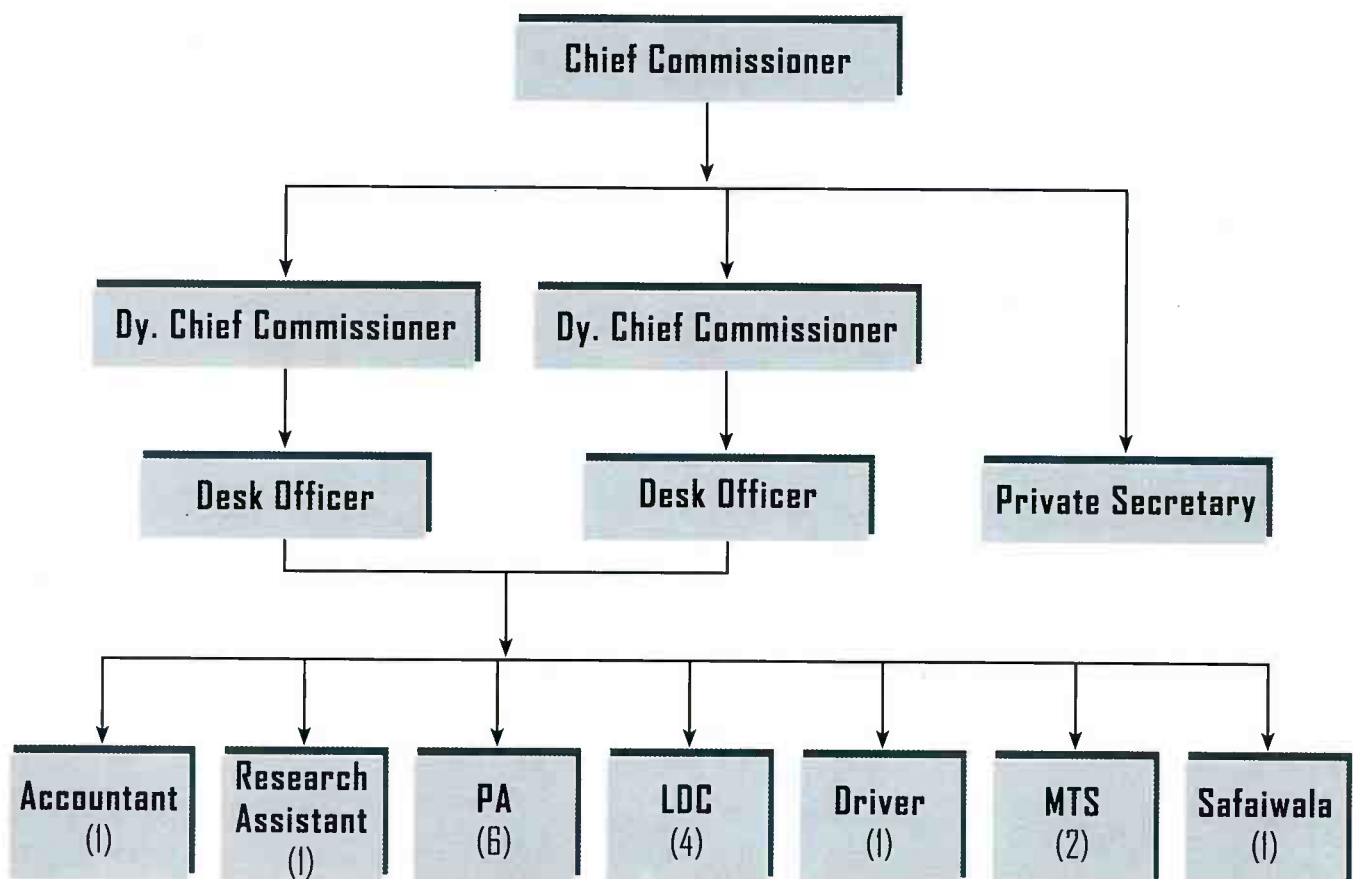 Chief Commissioner
Dy. Chief Commissioner
Dy. Chief Commissioner
Desk Officer
Desk Officer
Private Secretary
Accountant
(1)
Research
Assistant
(1)
PA
(6)
LDC
(4)
Driver
(1)
MTS
(2)
Safaiwala
(1)